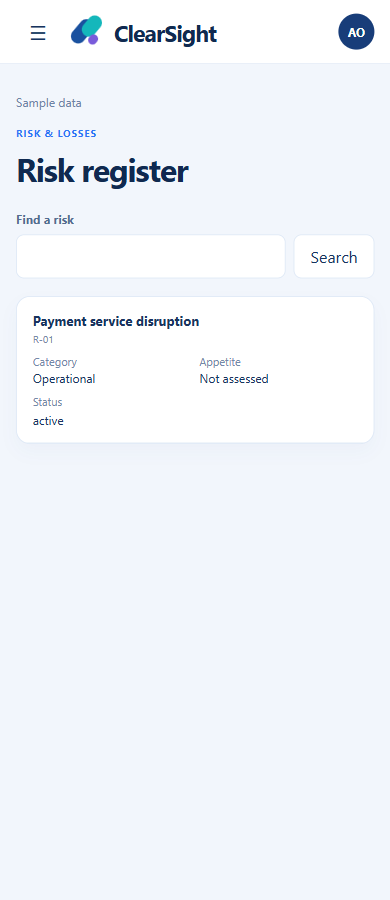 ClearSight
AO
Sample data
RISK & LOSSES
Risk register
Find a risk
Search
Payment service disruption
R-01
Category
Appetite
Operational
Not assessed
Status
active